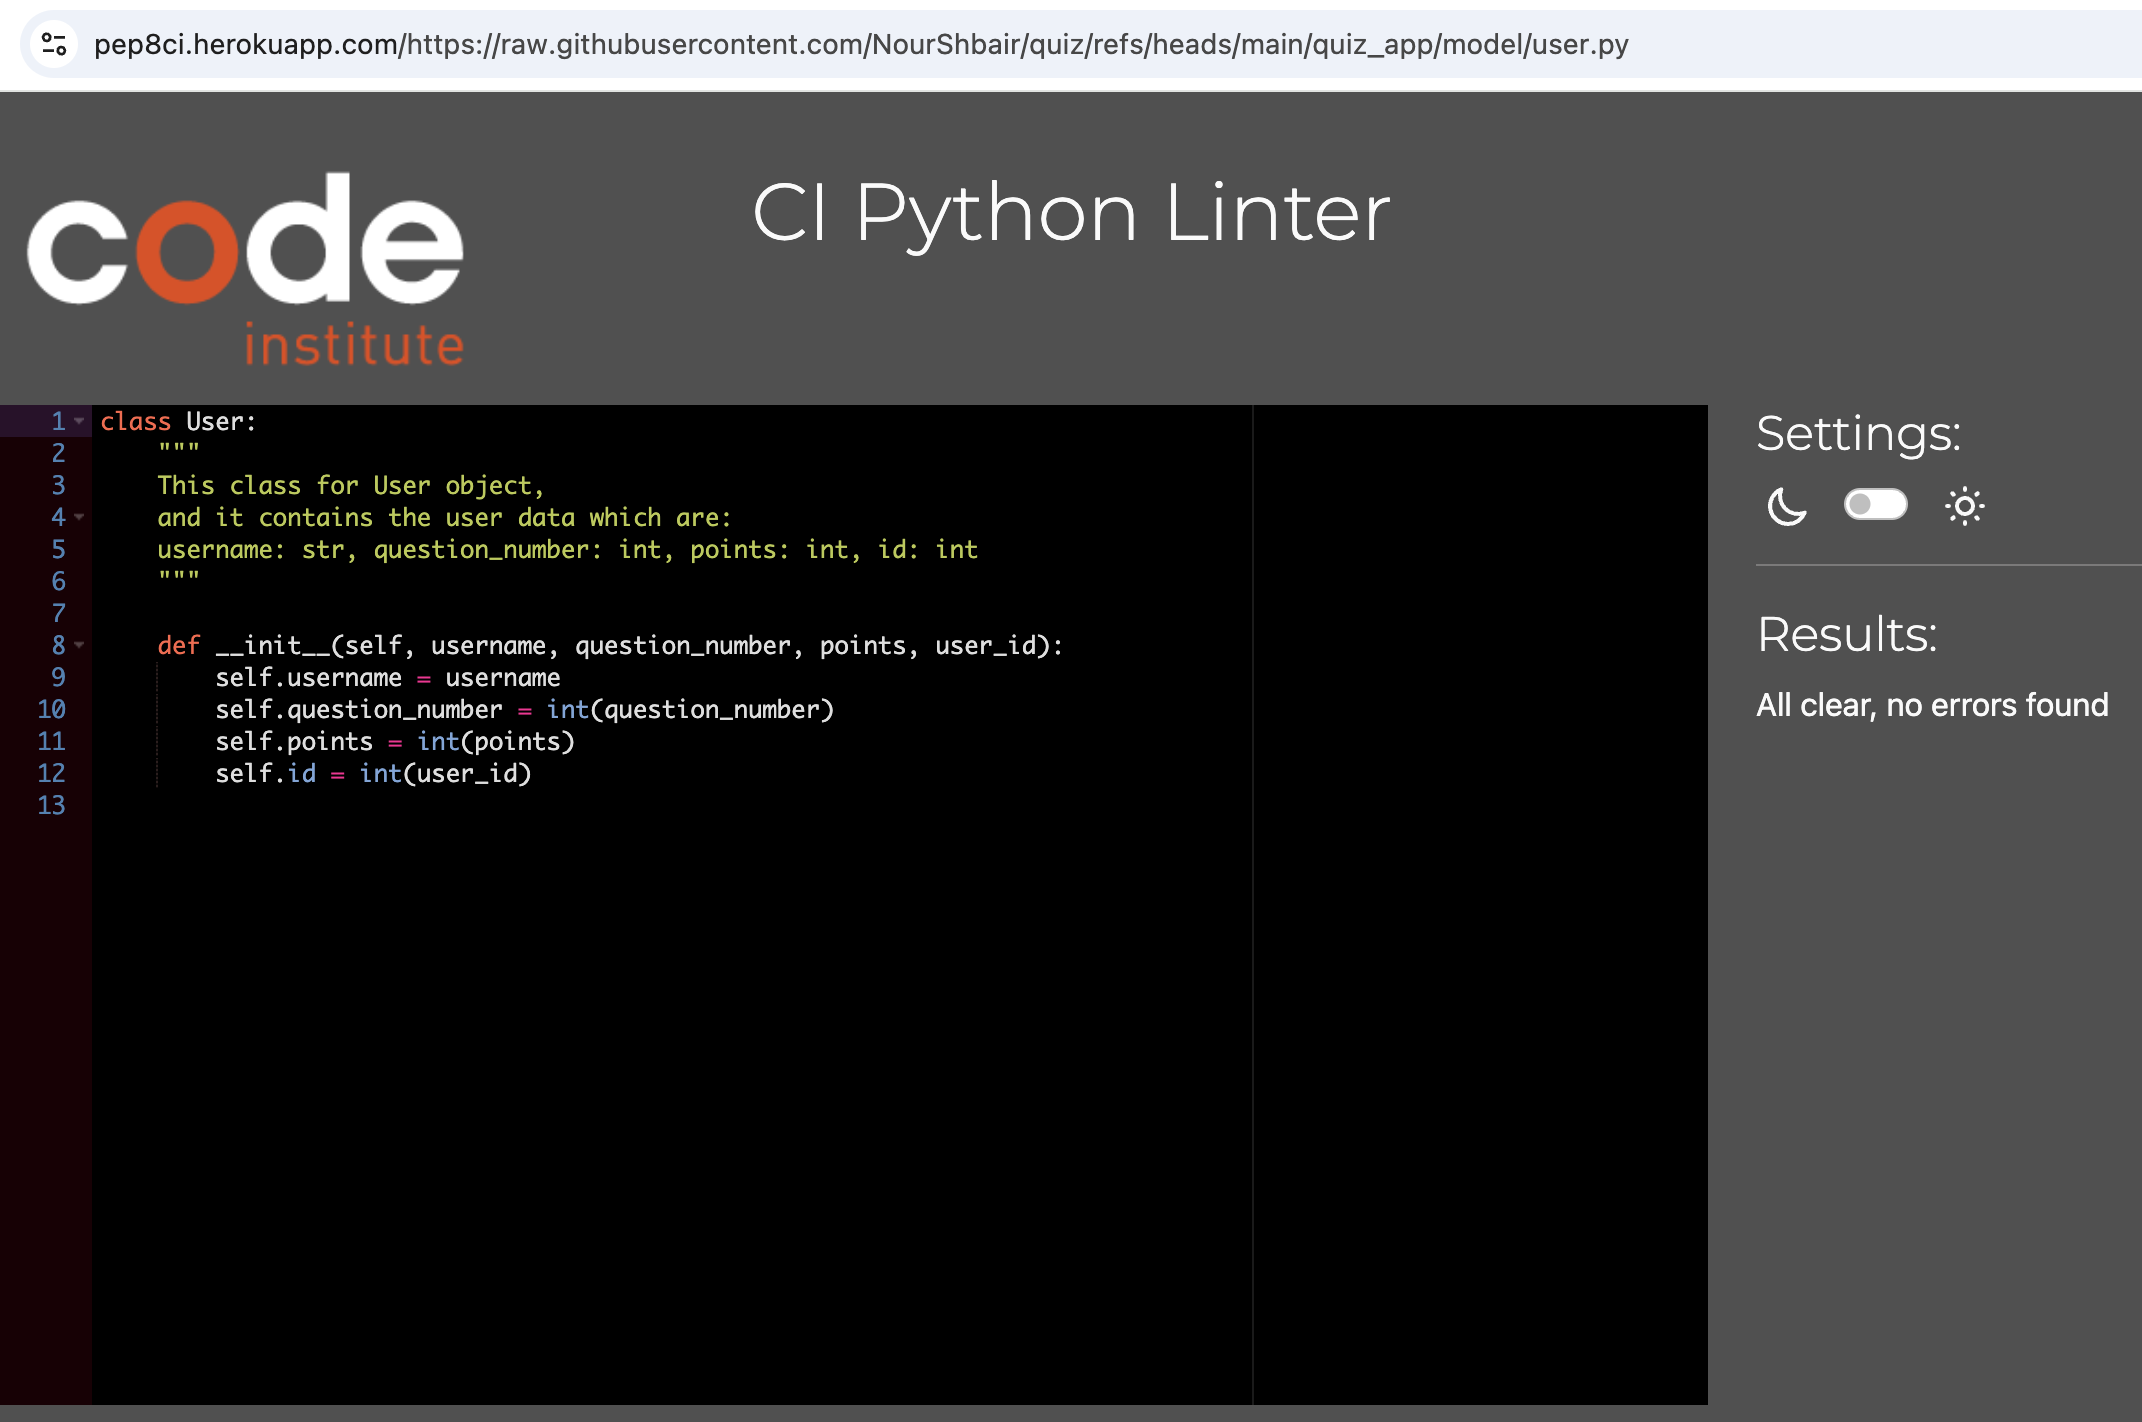 pep8ci.herokuapp.com/https://raw.githubusercontent.com/NourShbair/quiz/refs/heads/main/quiz_app/model/user.py
code
institute
CI Python Linter
1 class User:
2     """
3     This class for User object,
4     and it contains the user data which are:
5     username: str, question_number: int, points: int, id: int
6     """
7
8     def __init__(self, username, question_number, points, user_id):
9         self.username = username
10         self.question_number = int(question_number)
11         self.points = int(points)
12         self.id = int(user_id)
13
Settings:
Results:
All clear, no errors found